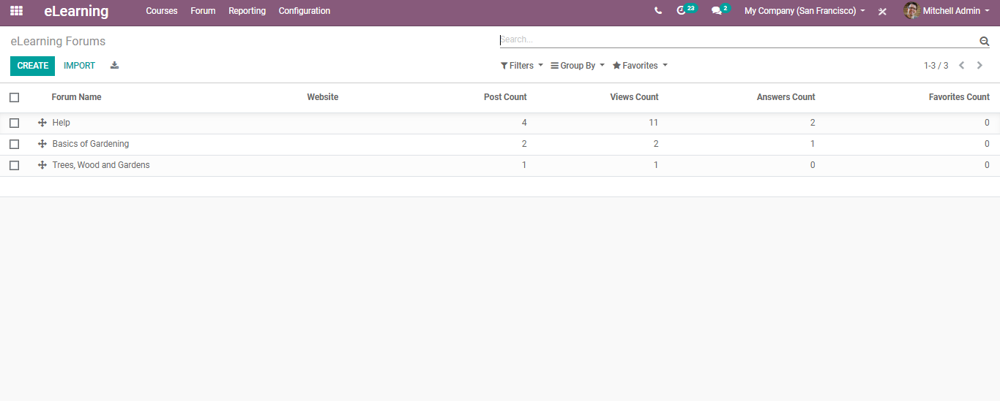 eLearning Courses Forum Reporting Configuration 23 2 My Company (San Francisco) Mitchell Admin
eLearning Forums Search...
CREATE IMPORT Filters Group By Favorites 1-3 / 3
Forum Name Website Post Count Views Count Answers Count Favorites Count
Help 4 11 2 0
Basics of Gardening 2 2 1 0
Trees, Wood and Gardens 1 1 0 0